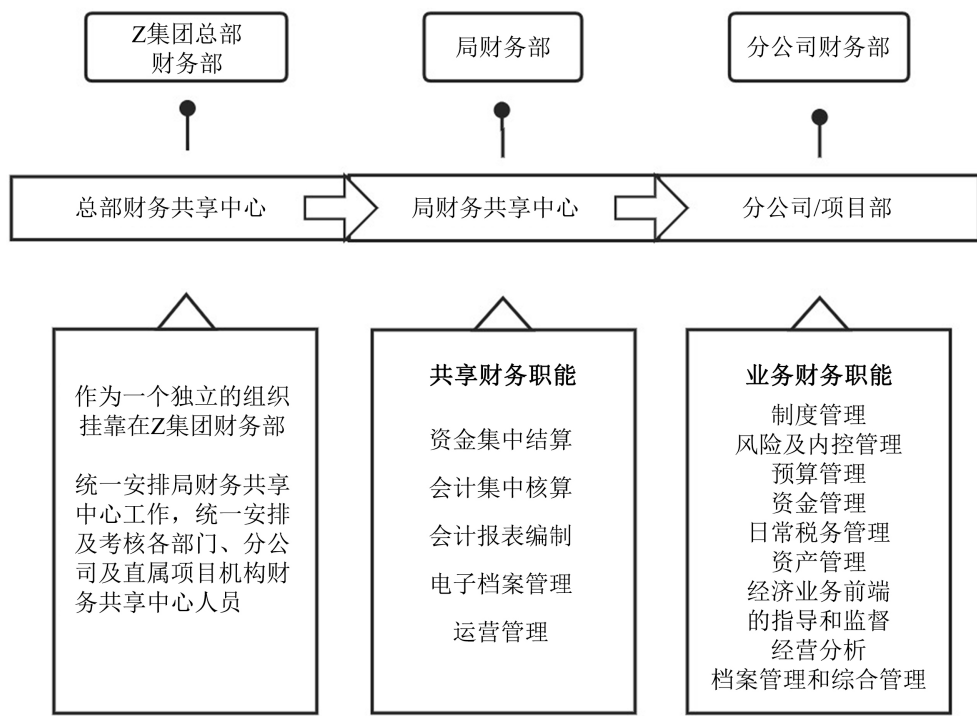 Z集团总部
财务部
局财务部
分公司财务部
总部财务共享中心
局财务共享中心
分公司/项目部
作为一个独立的组织
挂靠在Z集团财务部
统一安排局财务共享
中心工作，统一安排
及考核各部门、分公
司及直属项目机构财
务共享中心人员
共享财务职能
资金集中结算
会计集中核算
会计报表编制
电子档案管理
运营管理
业务财务职能
制度管理
风险及内控管理
预算管理
资金管理
日常税务管理
资产管理
经济业务前端
的指导和监督
经营分析
档案管理和综合管理